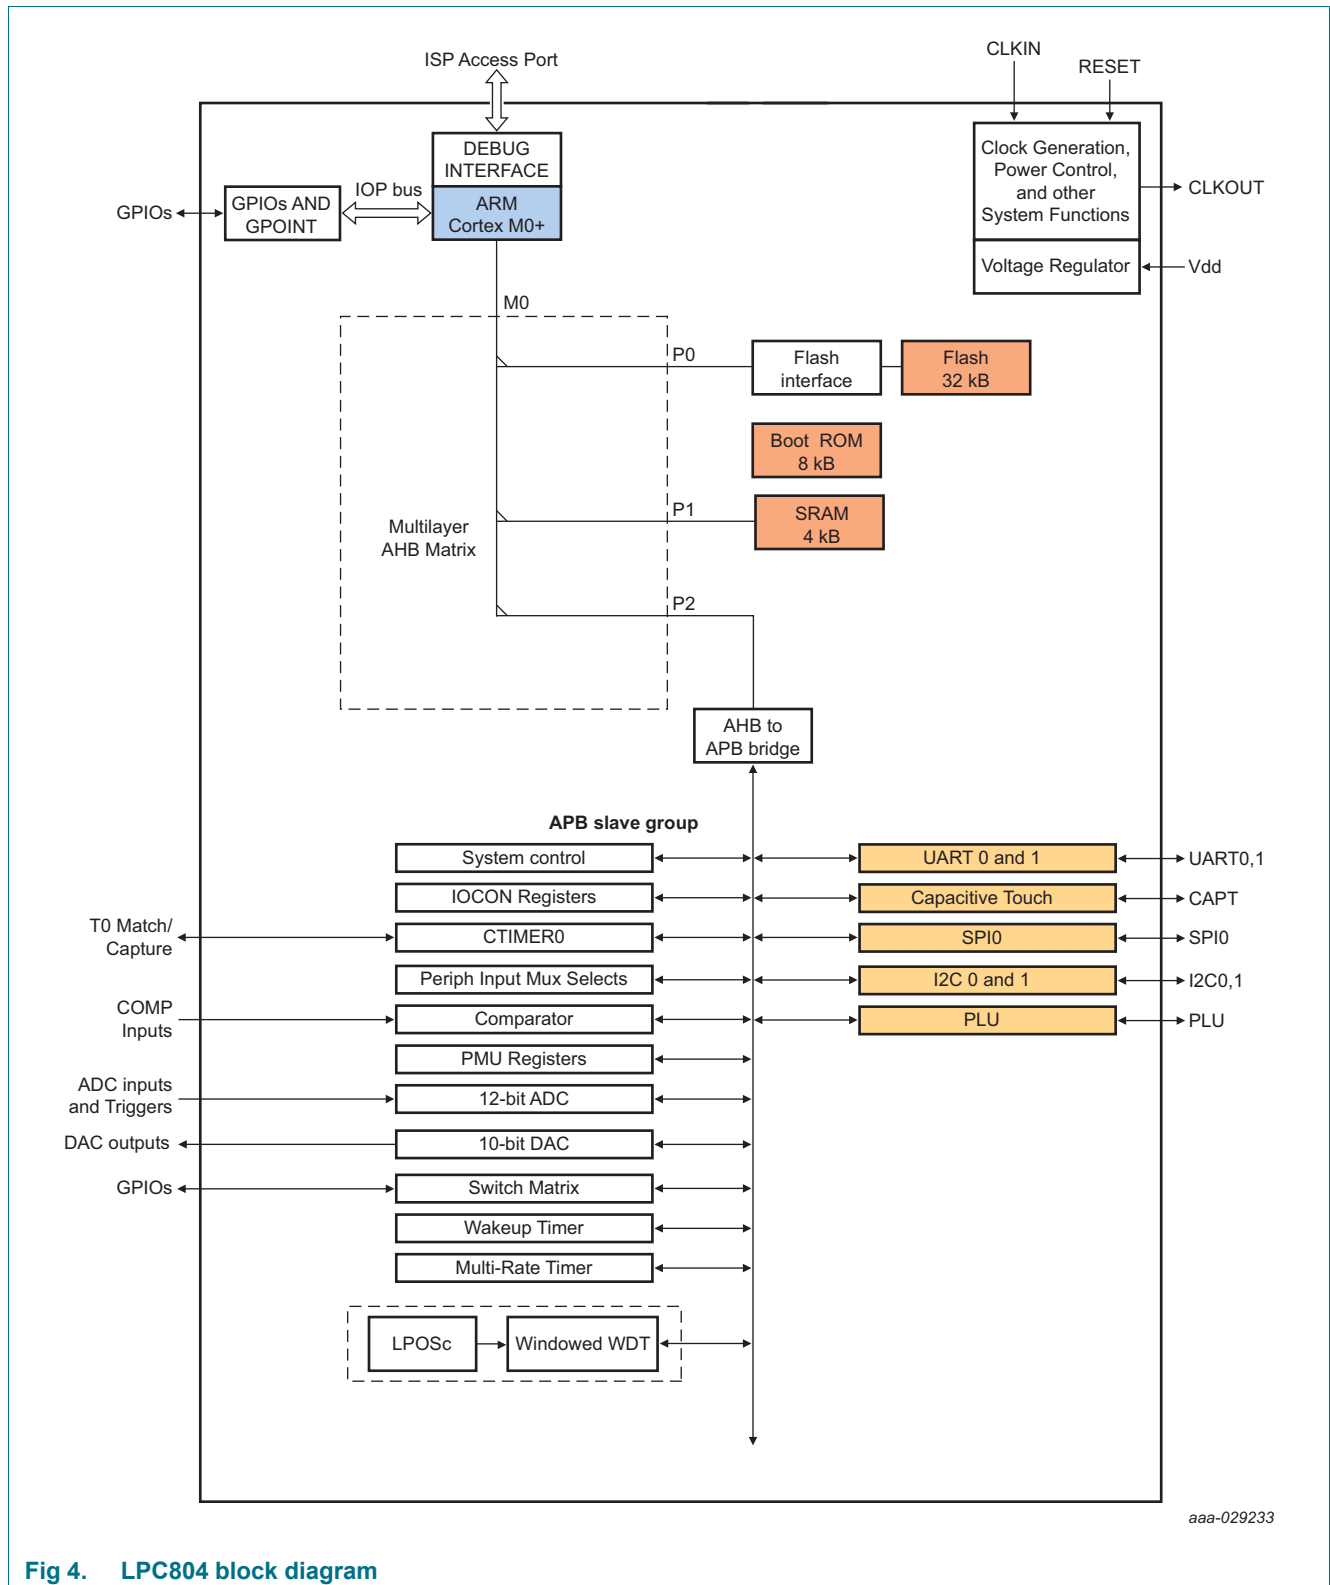 ISP Access Port
CLKIN
RESET
DEBUG
INTERFACE
ARM
Cortex M0+
IOP bus
GPIOs
GPIOs AND
GPOINT
Clock Generation,
Power Control,
and other
System Functions
CLKOUT
Voltage Regulator
Vdd
M0
P0
Flash
interface
Flash
32 kB
Boot ROM
8 kB
P1
SRAM
4 kB
Multilayer
AHB Matrix
P2
AHB to
APB bridge
APB slave group
System control
UART 0 and 1
UART0,1
IOCON Registers
Capacitive Touch
CAPT
T0 Match/
Capture
CTIMER0
SPI0
SPI0
Periph Input Mux Selects
I2C 0 and 1
I2C0,1
COMP
Inputs
Comparator
PLU
PLU
PMU Registers
ADC inputs
and Triggers
12-bit ADC
DAC outputs
10-bit DAC
GPIOs
Switch Matrix
Wakeup Timer
Multi-Rate Timer
LPOSc
Windowed WDT
aaa-029233
Fig 4. LPC804 block diagram